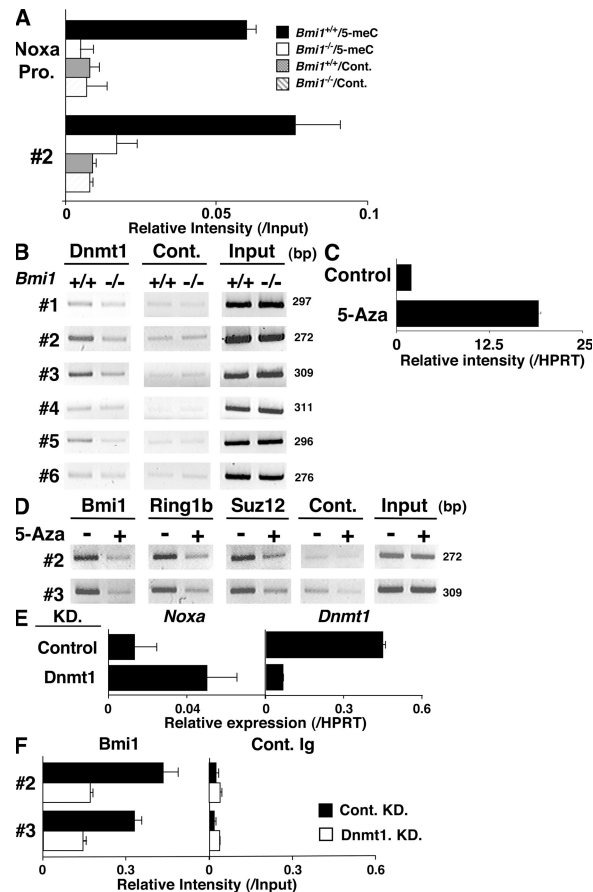 A
Noxa
Pro.
#2
Bmi1+/+/5-meC
Bmi1-/-/5-meC
Bmi1+/+/Cont.
Bmi1-/-/Cont.
0 0.05 0.1
Relative Intensity (/Input)
B Dnmt1 Cont. Input (bp)
Bmi1 +/+ -/- +/+ -/- +/+ -/-
#1 297
#2 272
#3 309
#4 311
#5 296
#6 276
C
Control
5-Aza
0 12.5 25
Relative intensity (/HPRT)
D Bmi1 Ring1b Suz12 Cont. Input (bp)
5-Aza - + - + - + - + - +
#2 272
#3 309
E KD. Noxa Dnmt1
Control
Dnmt1
0 0.04 0 0.3 0.6
Relative expression (/HPRT)
F Bmi1 Cont. Ig
#2
#3
Cont. KD.
Dnmt1. KD.
0 0.3 0 0.3 0.6
Relative Intensity (/Input)